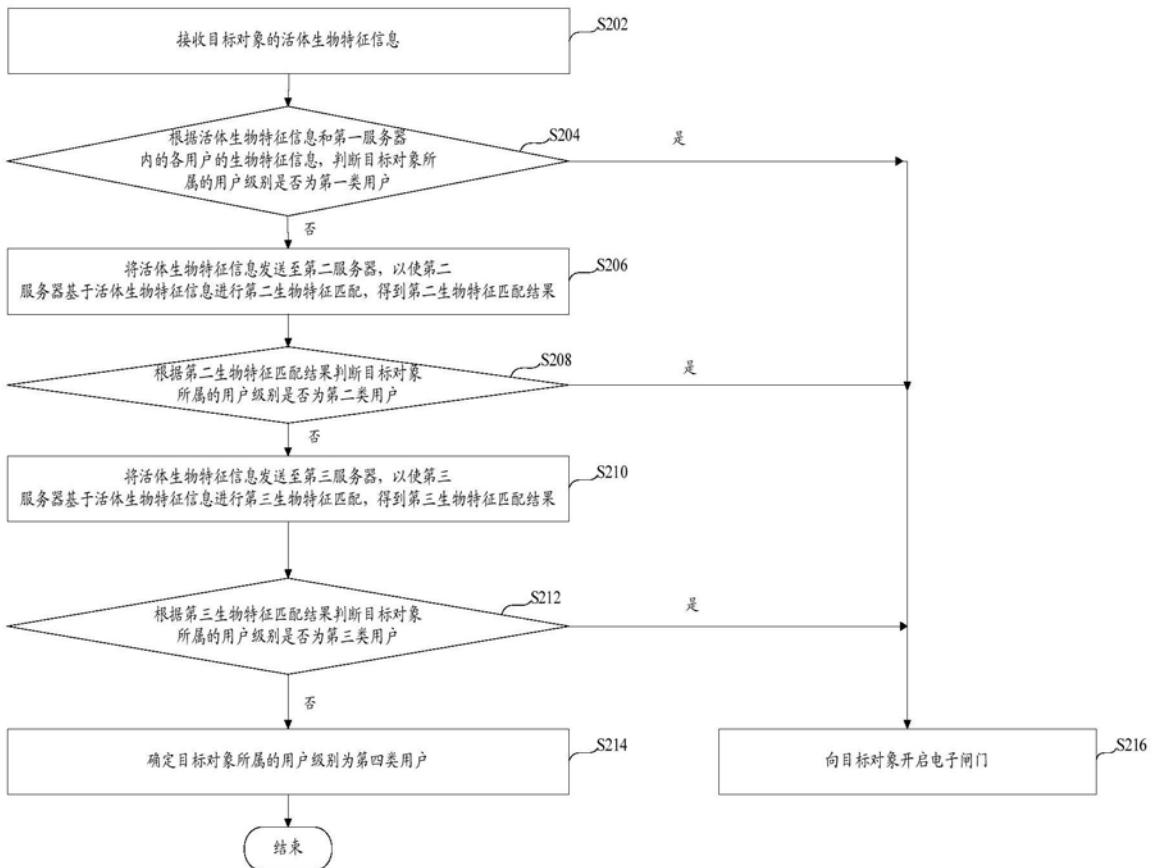 接收目标对象的活体生物特征信息
S202
根据活体生物特征信息和第一服务器
内的各用户的生物特征信息，判断目标对象所
属的用户级别是否为第一类用户
S204
是
否
将活体生物特征信息发送至第二服务器，以使第二
服务器基于活体生物特征信息进行第二生物特征匹配，得到第二生物特征匹配结果
S206
根据第二生物特征匹配结果判断目标对象
所属的用户级别是否为第二类用户
S208
是
否
将活体生物特征信息发送至第三服务器，以使第三
服务器基于活体生物特征信息进行第三生物特征匹配，得到第三生物特征匹配结果
S210
根据第三生物特征匹配结果判断目标对象
所属的用户级别是否为第三类用户
S212
是
否
确定目标对象所属的用户级别为第四类用户
S214
向目标对象开启电子闸门
S216
结束